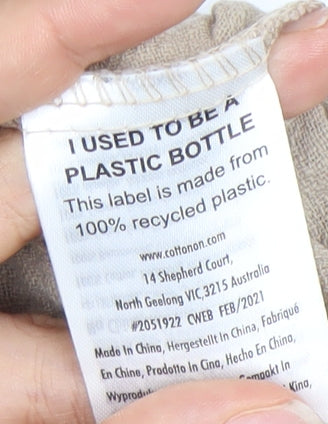 I USED TO BE A
PLASTIC BOTTLE
This label is made from
100% recycled plastic.
www.cottonon.com
14 Shepherd Court,
North Geelong VIC,3215 Australia
#2051922 CWEB FEB/2021
Made In China, Hergestellt In China, Fabriqué
En Chine, Prodotto In Cina, Hecho En China,
In
Kina,